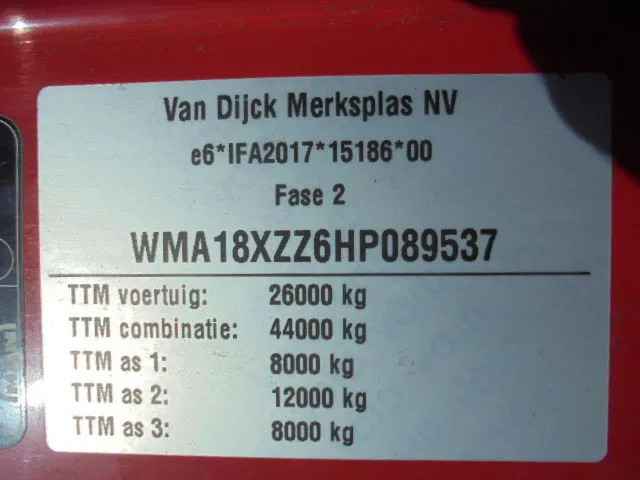 Van Dijck Merksplas NV
e6*IFA2017*15186*00
Fase 2
WMA18XZZ6HP089537
TTM voertuig: 26000 kg
TTM combinatie: 44000 kg
TTM as 1: 8000 kg
TTM as 2: 12000 kg
TTM as 3: 8000 kg